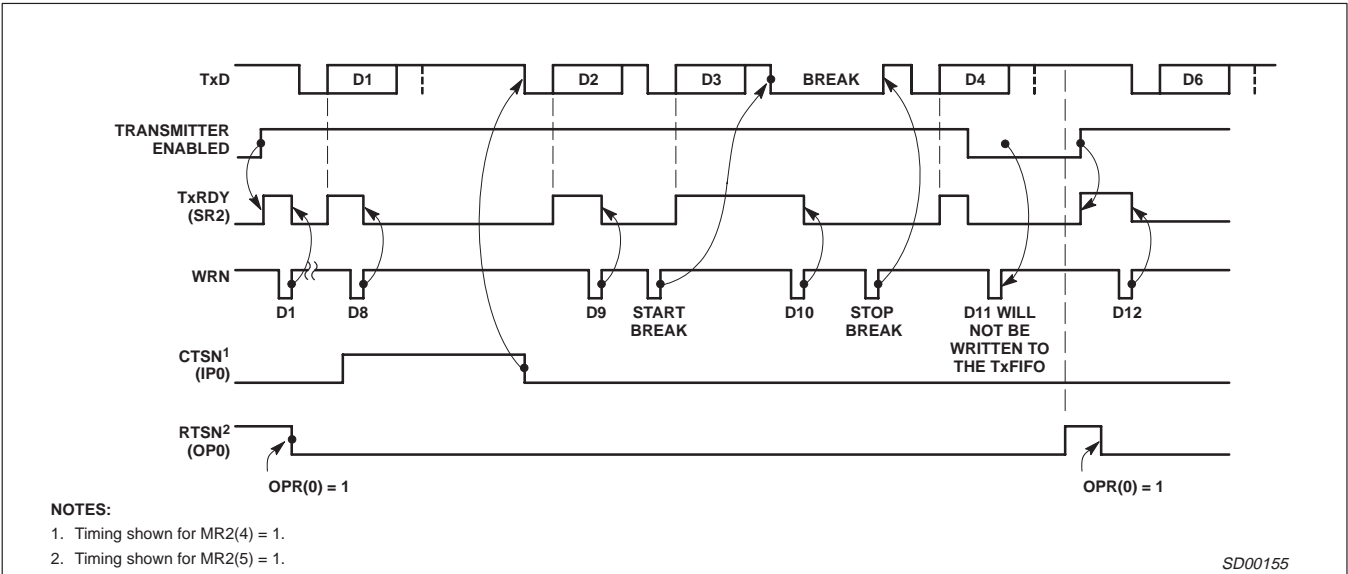 TxD
D1
D2
D3
BREAK
D4
D6
TRANSMITTER
ENABLED
TxRDY
(SR2)
WRN
D1
D8
D9
START
BREAK
D10
STOP
BREAK
D11 WILL
NOT BE
WRITTEN TO
THE TxFIFO
D12
CTSN1
(IP0)
RTSN2
(OP0)
OPR(0) = 1
OPR(0) = 1
NOTES:
1. Timing shown for MR2(4) = 1.
2. Timing shown for MR2(5) = 1.
SD00155